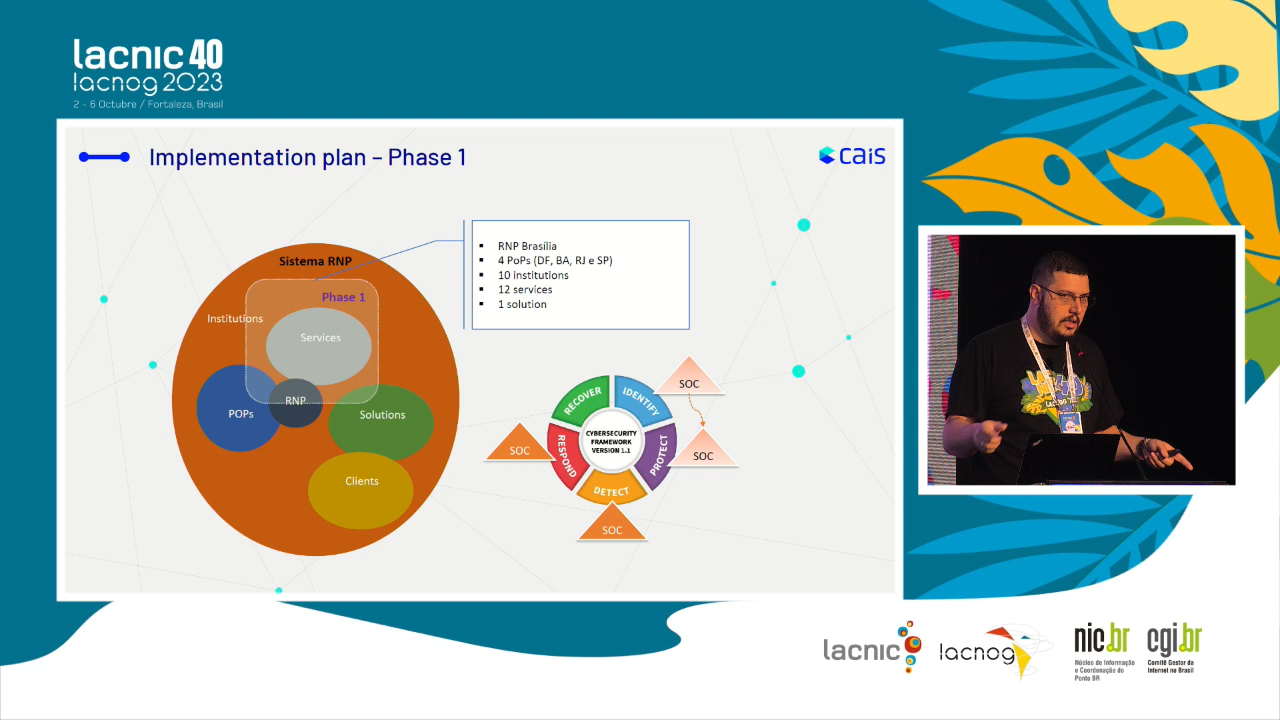 lacnic 40
lacnog 2023
2 - 6 Octubre / Fortaleza, Brasil
Implementation plan – Phase 1
cais
Sistema RNP
Phase 1
Institutions
Services
RNP
POPs
Solutions
Clients
▪ RNP Brasília
▪ 4 PoPs (DF, BA, RJ e SP)
▪ 10 Institutions
▪ 12 services
▪ 1 solution
RECOVER
IDENTIFY
PROTECT
DETECT
RESPOND
CYBERSECURITY
FRAMEWORK
VERSION 1.1
SOC
SOC
SOC
SOC
lacnic
lacnog
nic.br
Núcleo de Informação
e Coordenação do
Ponto BR
cgi.br
Comitê Gestor da
Internet no Brasil